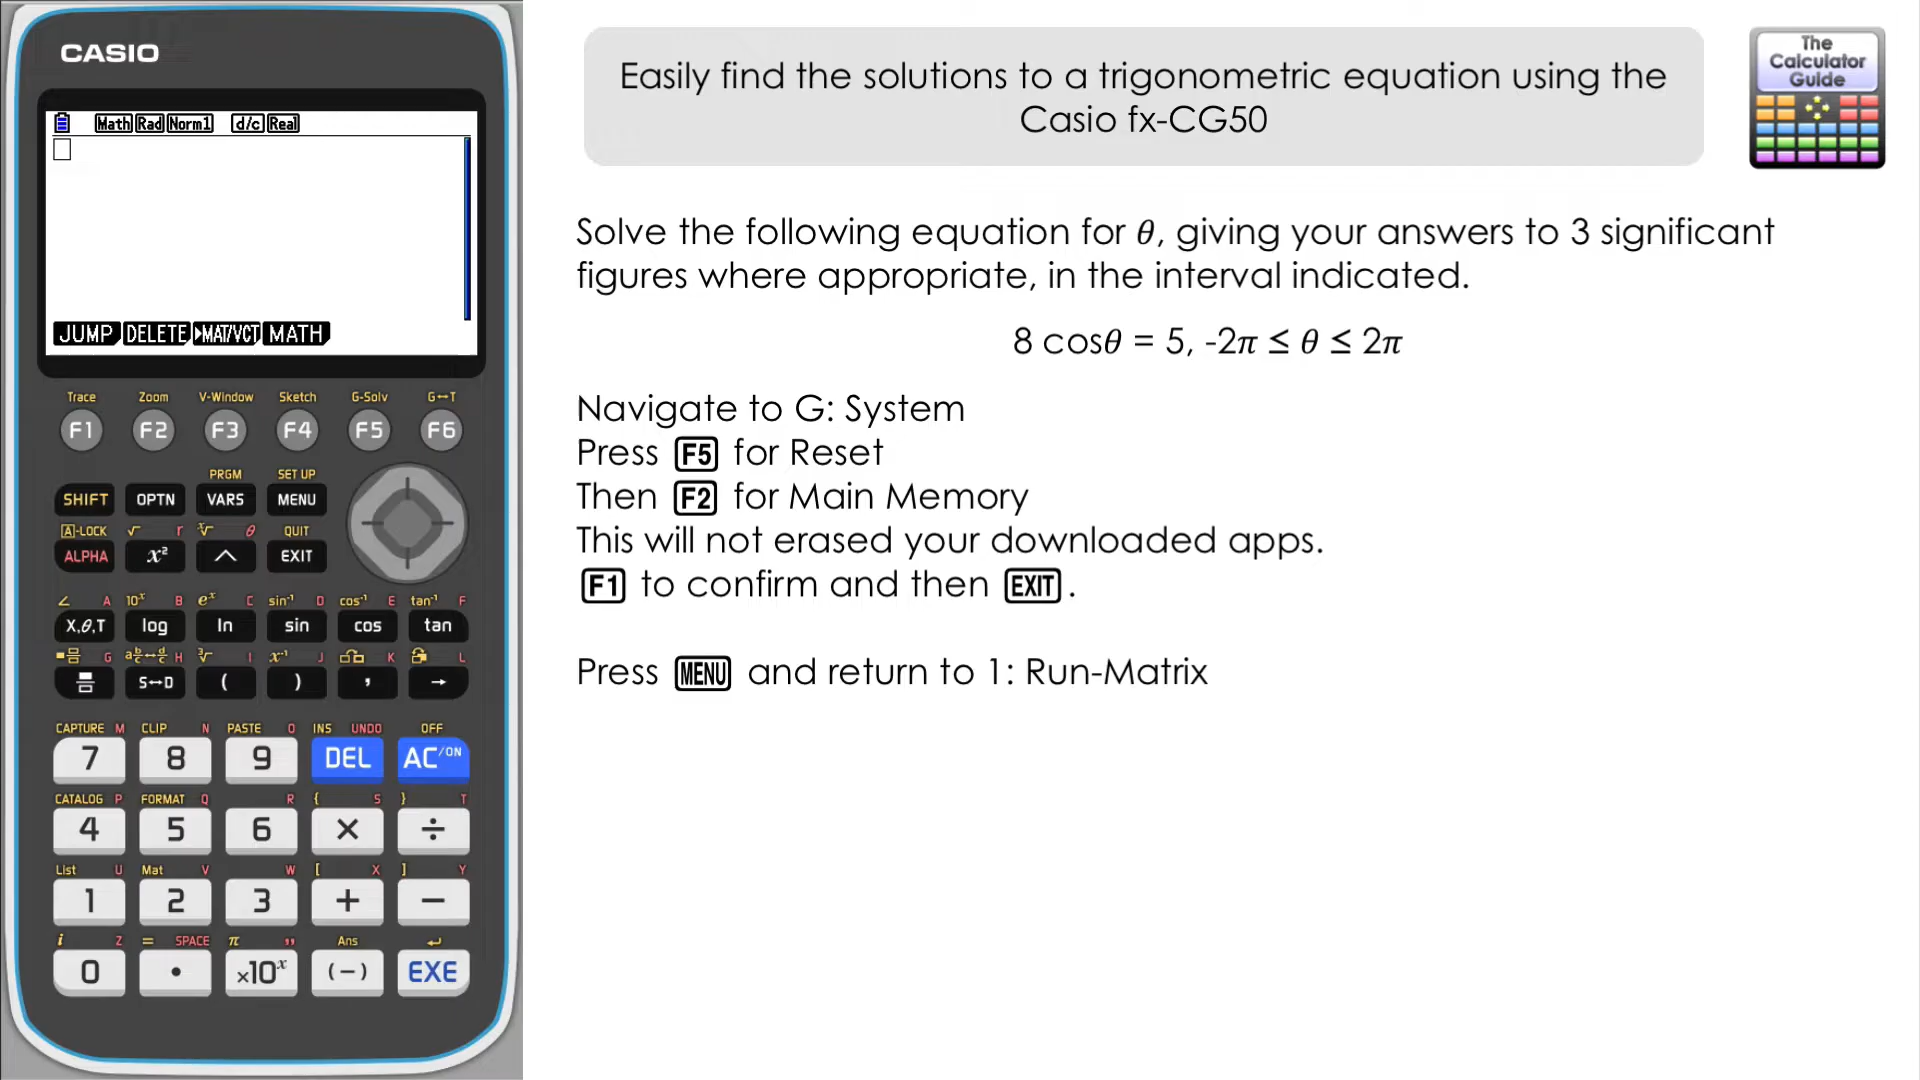 CASIO
Math Rad Norm1 d/c Real
JUMP DELETE ►MAT/VCT MATH
Trace Zoom V-Window Sketch G-Solv G↔T
F1 F2 F3 F4 F5 F6
PRGM SET UP
SHIFT OPTN VARS MENU
A-LOCK √ r ˣ√ θ QUIT
ALPHA x² ^ EXIT
∠ A 10ˣ B eˣ C sin⁻¹ D cos⁻¹ E tan⁻¹ F
X,θ,T log ln sin cos tan
G a b/c↔d/c H ³√ I x⁻¹ J K L
S↔D ( ) , →
CAPTURE M CLIP N PASTE O INS UNDO OFF
7 8 9 DEL AC/ON
CATALOG P FORMAT Q R { S } T
4 5 6 × ÷
List U Mat V W [ X ] Y
1 2 3 + −
i Z = SPACE π " Ans ↵
0 • ×10ˣ (−) EXE
Easily find the solutions to a trigonometric equation using the
Casio fx-CG50
The
Calculator
Guide
Solve the following equation for θ, giving your answers to 3 significant
figures where appropriate, in the interval indicated.
8 cosθ = 5, -2π ≤ θ ≤ 2π
Navigate to G: System
Press F5 for Reset
Then F2 for Main Memory
This will not erased your downloaded apps.
F1 to confirm and then EXIT.
Press MENU and return to 1: Run-Matrix